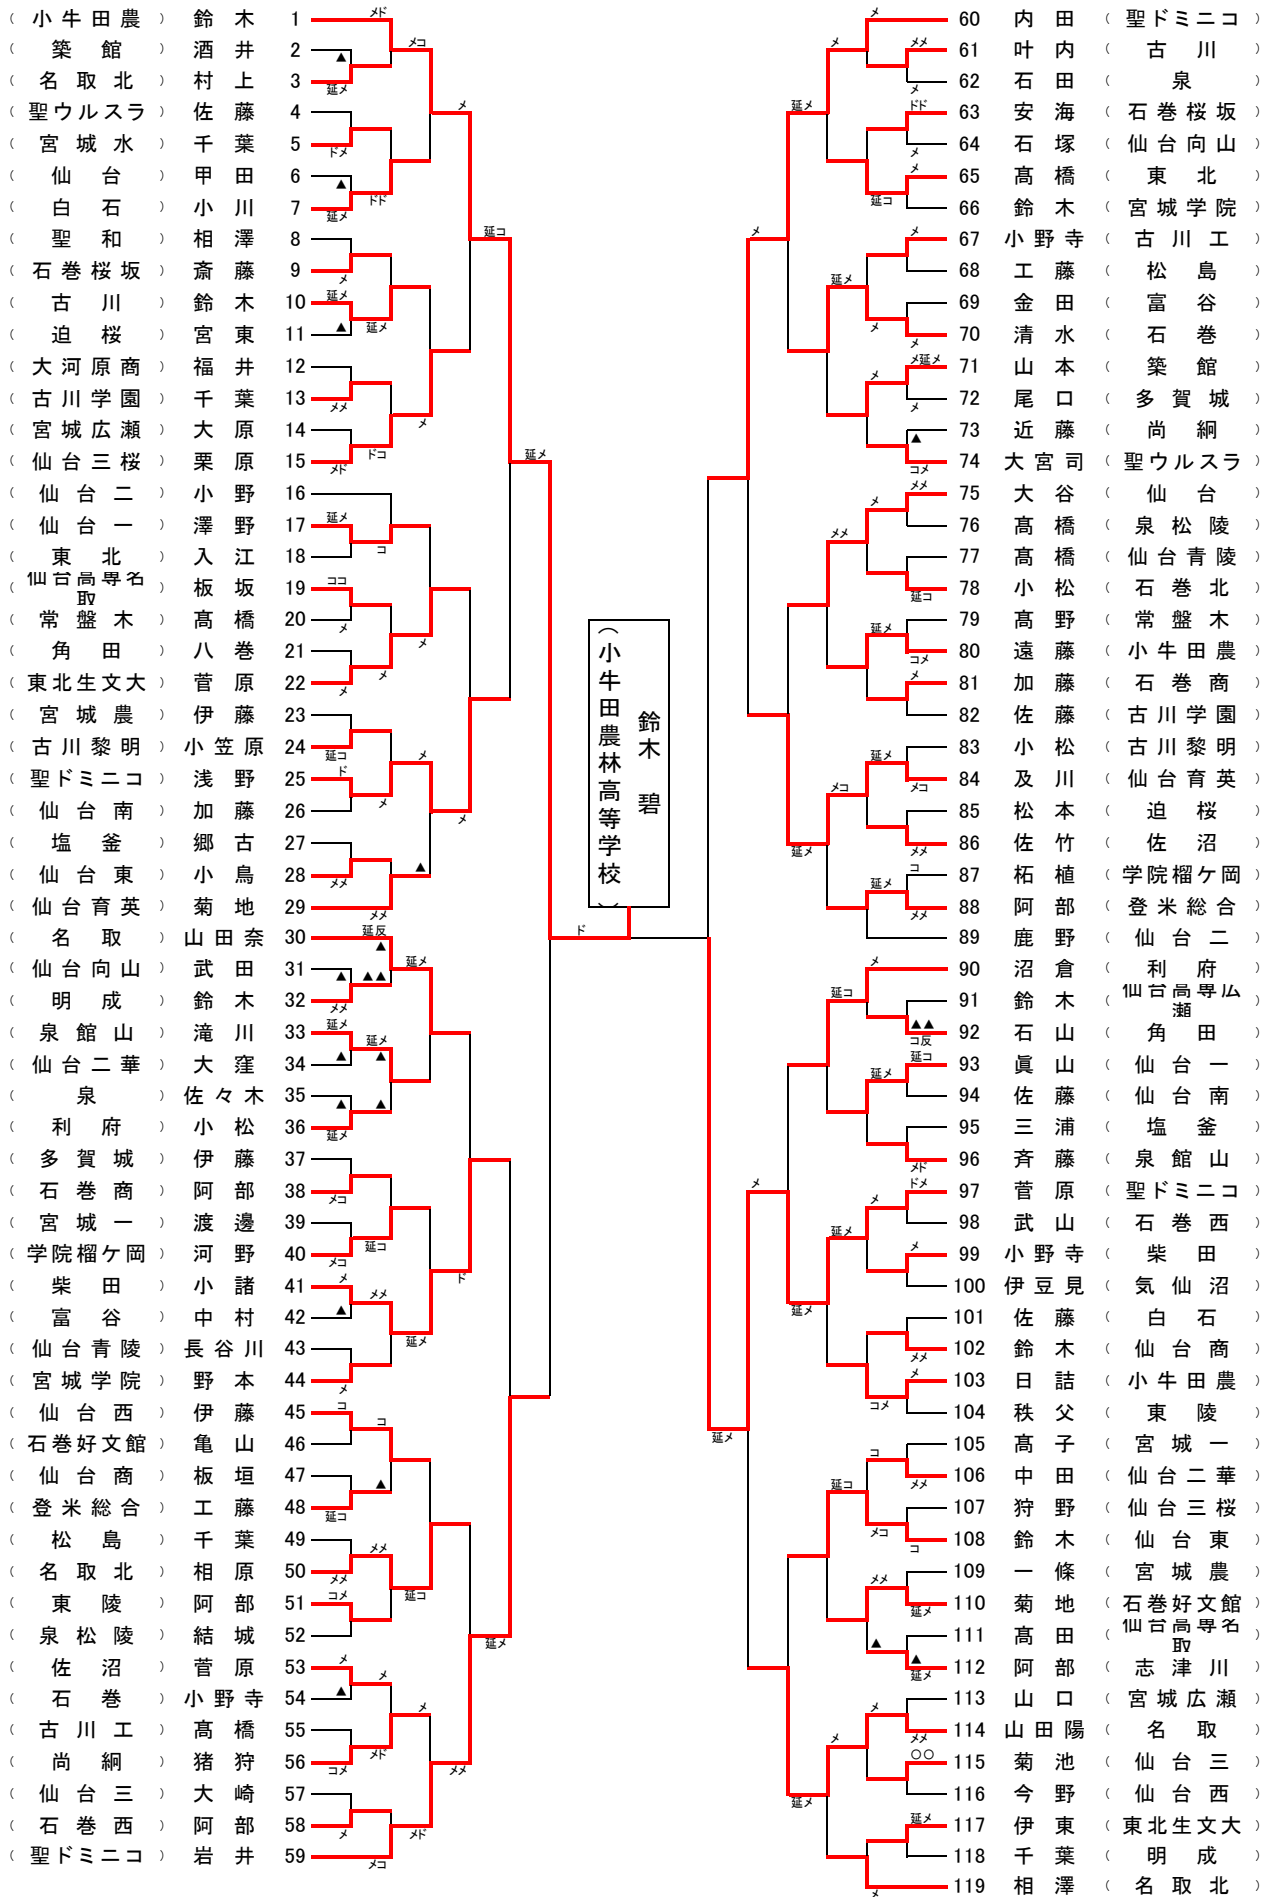 （ 小牛田農 ） 鈴木 1
（ 築館 ） 酒井 2
（ 名取北 ） 村上 3
（ 聖ウルスラ ） 佐藤 4
（ 宮城水 ） 千葉 5
（ 仙台 ） 甲田 6
（ 白石 ） 小川 7
（ 聖和 ） 相澤 8
（ 石巻桜坂 ） 斎藤 9
（ 古川 ） 鈴木 10
（ 迫桜 ） 宮東 11
（ 大河原商 ） 福井 12
（ 古川学園 ） 千葉 13
（ 宮城広瀬 ） 大原 14
（ 仙台三桜 ） 栗原 15
（ 仙台二 ） 小野 16
（ 仙台一 ） 澤野 17
（ 東北 ） 入江 18
（ 仙台高専名取 ） 板坂 19
（ 常盤木 ） 髙橋 20
（ 角田 ） 八巻 21
（ 東北生文大 ） 菅原 22
（ 宮城農 ） 伊藤 23
（ 古川黎明 ） 小笠原 24
（ 聖ドミニコ ） 浅野 25
（ 仙台南 ） 加藤 26
（ 塩釜 ） 郷古 27
（ 仙台東 ） 小鳥 28
（ 仙台育英 ） 菊地 29
（ 名取 ） 山田奈 30
（ 仙台向山 ） 武田 31
（ 明成 ） 鈴木 32
（ 泉館山 ） 滝川 33
（ 仙台二華 ） 大窪 34
（ 泉 ） 佐々木 35
（ 利府 ） 小松 36
（ 多賀城 ） 伊藤 37
（ 石巻商 ） 阿部 38
（ 宮城一 ） 渡邊 39
（ 学院榴ケ岡 ） 河野 40
（ 柴田 ） 小諸 41
（ 富谷 ） 中村 42
（ 仙台青陵 ） 長谷川 43
（ 宮城学院 ） 野本 44
（ 仙台西 ） 伊藤 45
（ 石巻好文館 ） 亀山 46
（ 仙台商 ） 板垣 47
（ 登米総合 ） 工藤 48
（ 松島 ） 千葉 49
（ 名取北 ） 相原 50
（ 東陵 ） 阿部 51
（ 泉松陵 ） 結城 52
（ 佐沼 ） 菅原 53
（ 石巻 ） 小野寺 54
（ 古川工 ） 髙橋 55
（ 尚絅 ） 猪狩 56
（ 仙台三 ） 大崎 57
（ 石巻西 ） 阿部 58
（ 聖ドミニコ ） 岩井 59
鈴木　碧
（小牛田農林高等学校）
60 内田 （ 聖ドミニコ ）
61 叶内 （ 古川 ）
62 石田 （ 泉 ）
63 安海 （ 石巻桜坂 ）
64 石塚 （ 仙台向山 ）
65 髙橋 （ 東北 ）
66 鈴木 （ 宮城学院 ）
67 小野寺 （ 古川工 ）
68 工藤 （ 松島 ）
69 金田 （ 富谷 ）
70 清水 （ 石巻 ）
71 山本 （ 築館 ）
72 尾口 （ 多賀城 ）
73 近藤 （ 尚絅 ）
74 大宮司 （ 聖ウルスラ ）
75 大谷 （ 仙台 ）
76 髙橋 （ 泉松陵 ）
77 髙橋 （ 仙台青陵 ）
78 小松 （ 石巻北 ）
79 髙野 （ 常盤木 ）
80 遠藤 （ 小牛田農 ）
81 加藤 （ 石巻商 ）
82 佐藤 （ 古川学園 ）
83 小松 （ 古川黎明 ）
84 及川 （ 仙台育英 ）
85 松本 （ 迫桜 ）
86 佐竹 （ 佐沼 ）
87 柘植 （ 学院榴ケ岡 ）
88 阿部 （ 登米総合 ）
89 鹿野 （ 仙台二 ）
90 沼倉 （ 利府 ）
91 鈴木 （ 仙台高専広瀬
92 石山 （ 角田 ）
93 眞山 （ 仙台一 ）
94 佐藤 （ 仙台南 ）
95 三浦 （ 塩釜 ）
96 斉藤 （ 泉館山 ）
97 菅原 （ 聖ドミニコ ）
98 武山 （ 石巻西 ）
99 小野寺 （ 柴田 ）
100 伊豆見 （ 気仙沼 ）
101 佐藤 （ 白石 ）
102 鈴木 （ 仙台商 ）
103 日詰 （ 小牛田農 ）
104 秩父 （ 東陵 ）
105 髙子 （ 宮城一 ）
106 中田 （ 仙台二華 ）
107 狩野 （ 仙台三桜 ）
108 鈴木 （ 仙台東 ）
109 一條 （ 宮城農 ）
110 菊地 （ 石巻好文館 ）
111 髙田 （ 仙台高専名取 ）
112 阿部 （ 志津川 ）
113 山口 （ 宮城広瀬 ）
114 山田陽 （ 名取 ）
115 菊池 （ 仙台三 ）
116 今野 （ 仙台西 ）
117 伊東 （ 東北生文大 ）
118 千葉 （ 明成 ）
119 相澤 （ 名取北 ）